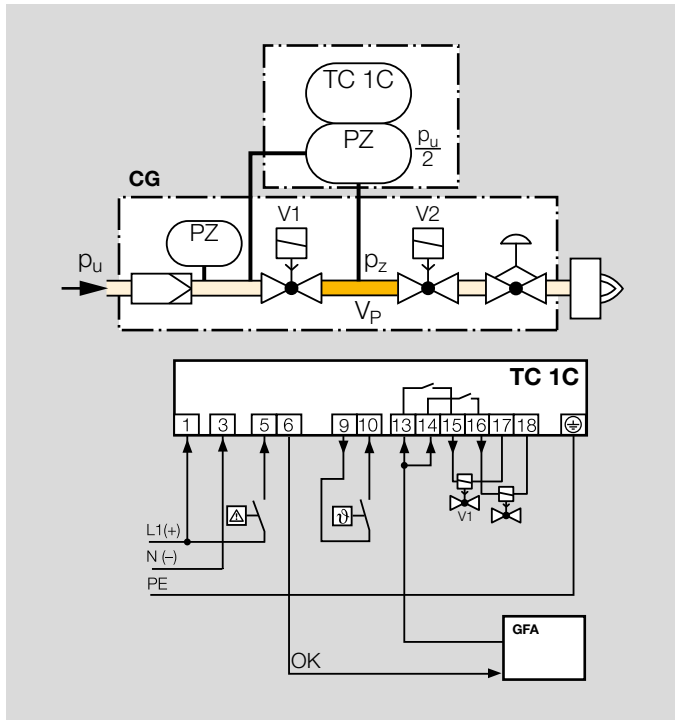 TC 1C
PZ
pu
2
CG
V1
V2
PZ
pu
pz
VP
TC 1C
1 3 5 6 9 10 13 14 15 16 17 18
V1
L1(+)
ϑ
N (–)
PE
GFA
OK